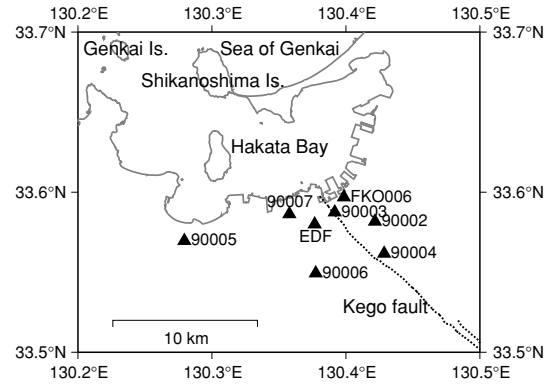 130.2°E 130.3°E 130.4°E 130.5°E
33.7°N 33.7°N
Genkai Is. Sea of Genkai
Shikanoshima Is.
Hakata Bay
33.6°N 33.6°N
FKO006
90007
90003
90002
EDF
90005
90004
90006
Kego fault
10 km
33.5°N 33.5°N
130.2°E 130.3°E 130.4°E 130.5°E